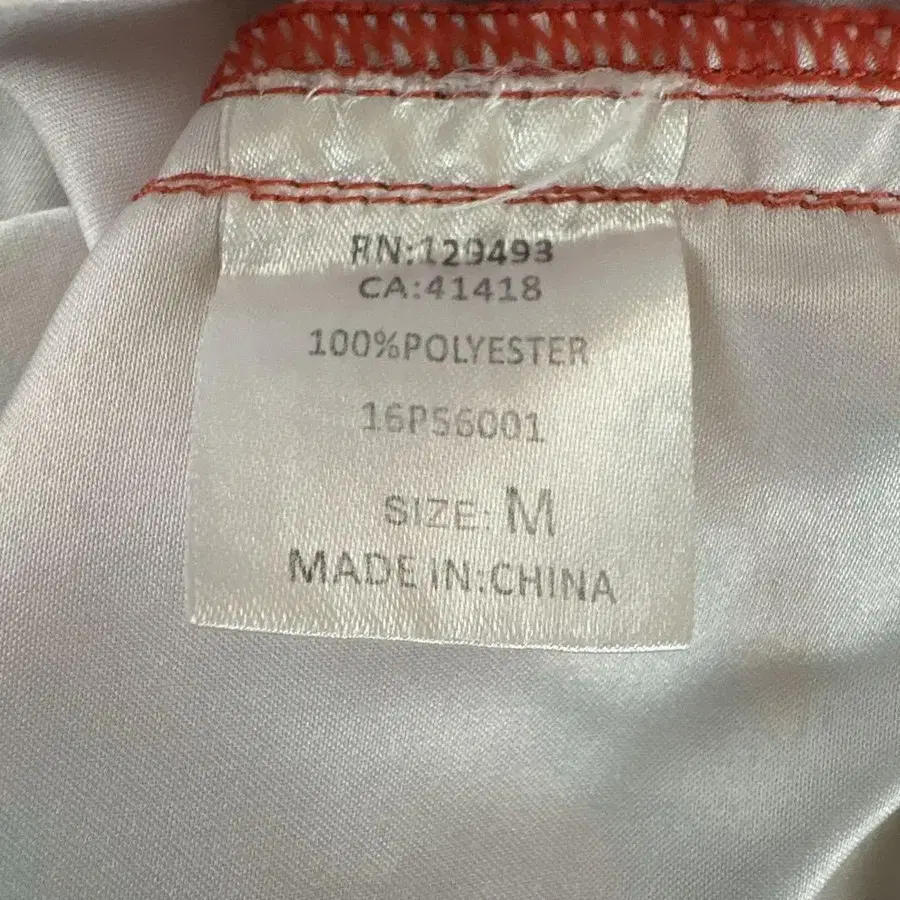 RN:129493
CA:41418
100%POLYESTER
16P56001
SIZE: M
MADE IN:CHINA